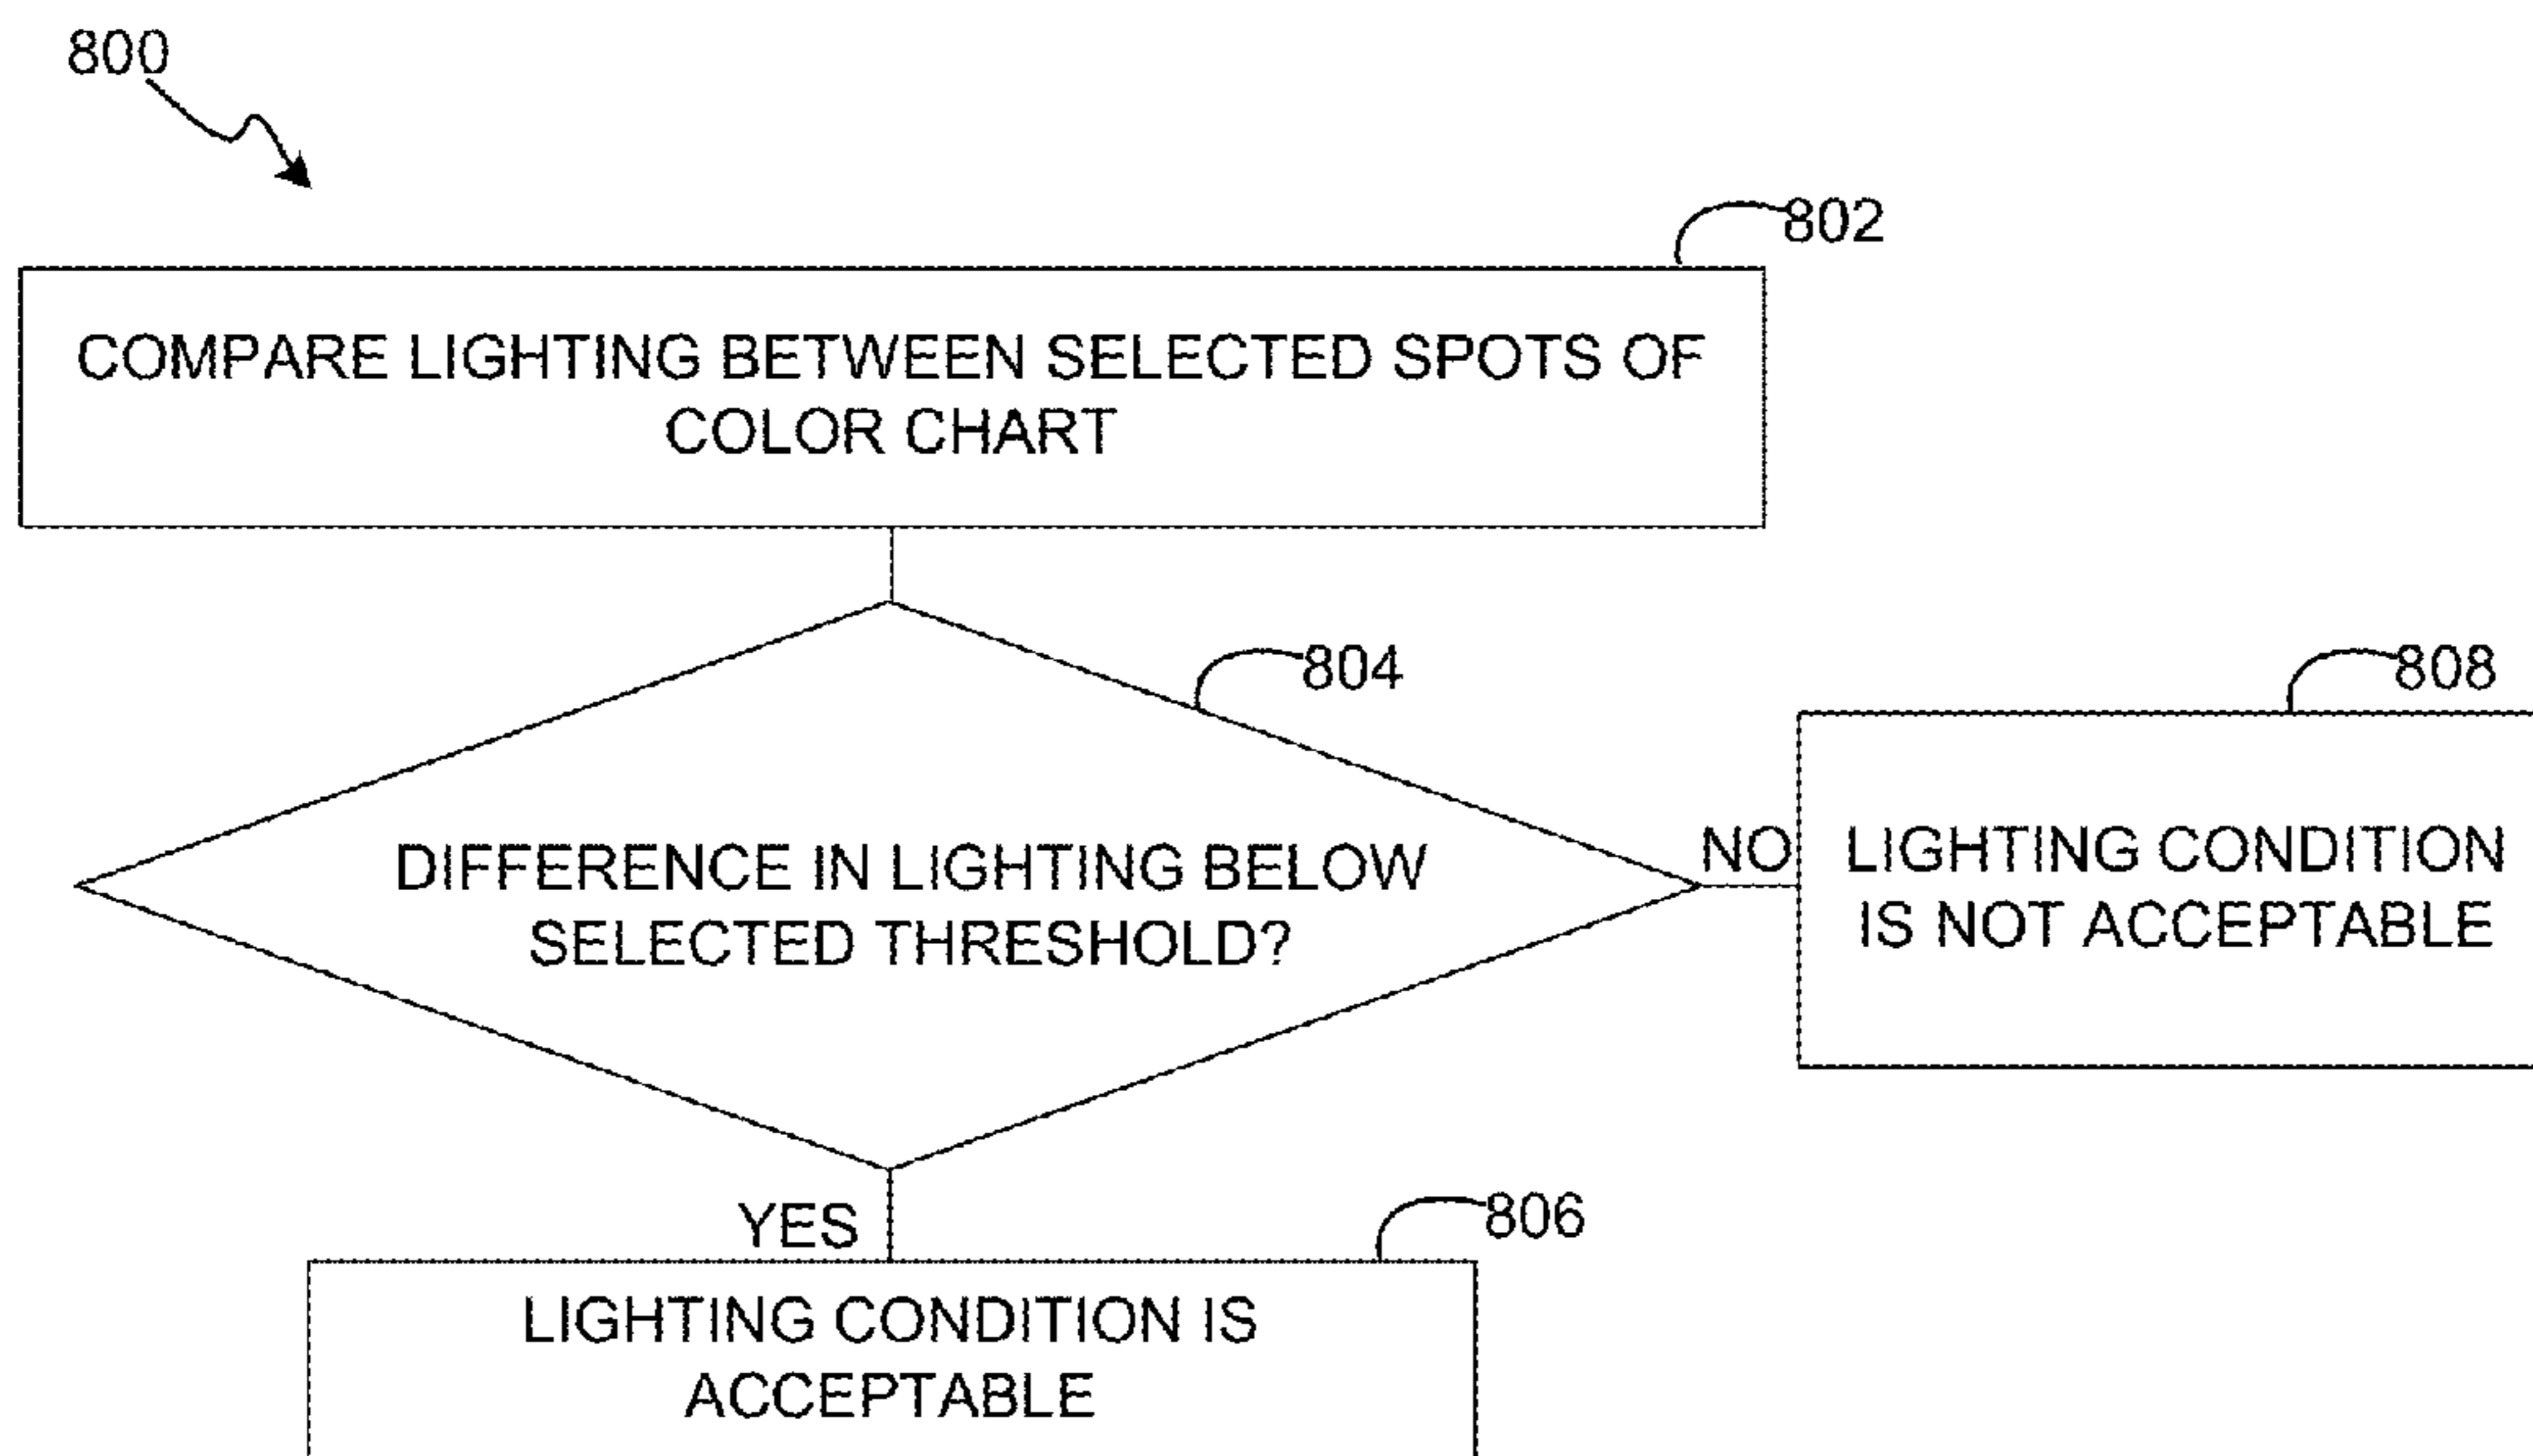 800
802
COMPARE LIGHTING BETWEEN SELECTED SPOTS OF
COLOR CHART
804
808
DIFFERENCE IN LIGHTING BELOW
SELECTED THRESHOLD?
NO
LIGHTING CONDITION
IS NOT ACCEPTABLE
YES
806
LIGHTING CONDITION IS
ACCEPTABLE